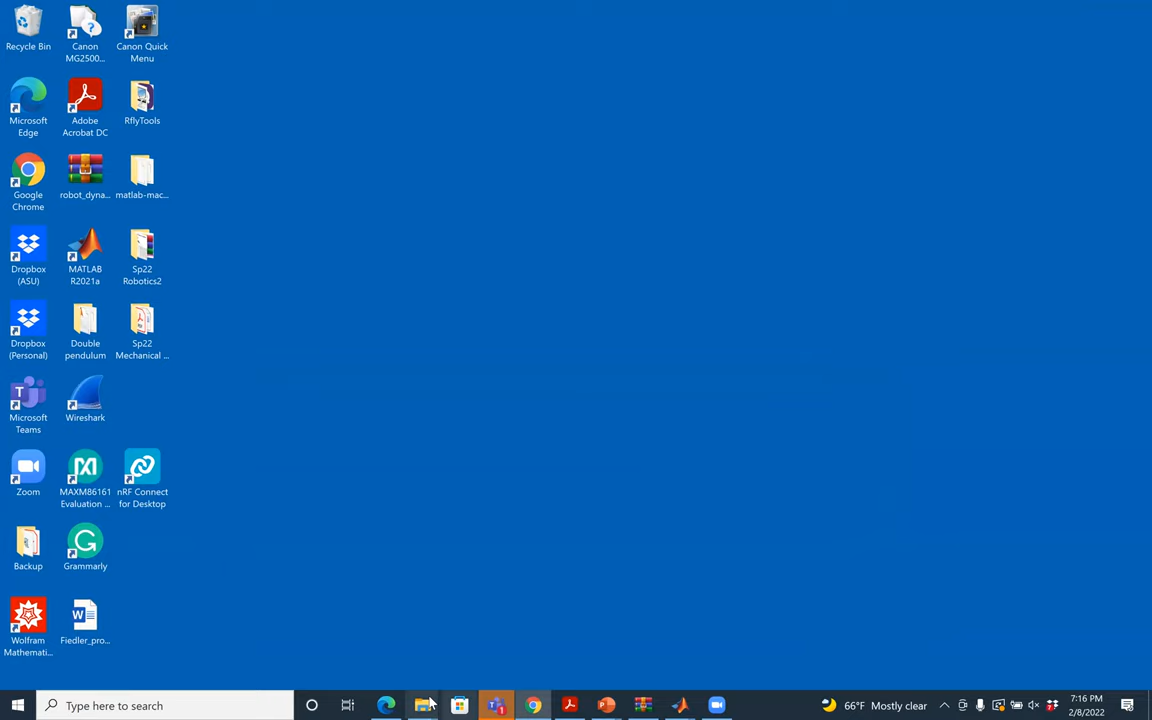 Recycle Bin
Canon
MG2500...
Canon Quick
Menu
Microsoft
Edge
Adobe
Acrobat DC
RflyTools
Google
Chrome
robot_dyna...
matlab-mac...
Dropbox
(ASU)
MATLAB
R2021a
Sp22
Robotics2
Dropbox
(Personal)
Double
pendulum
Sp22
Mechanical ...
Microsoft
Teams
Wireshark
Zoom
MAXM86161
Evaluation ...
nRF Connect
for Desktop
Backup
Grammarly
Wolfram
Mathemati...
Fiedler_pro...
Type here to search
66°F Mostly clear
7:16 PM
2/8/2022